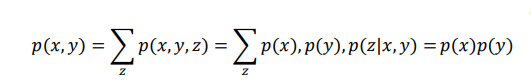 p(x, y) = ∑_z p(x, y, z) = ∑_z p(x), p(y), p(z|x, y) = p(x)p(y)